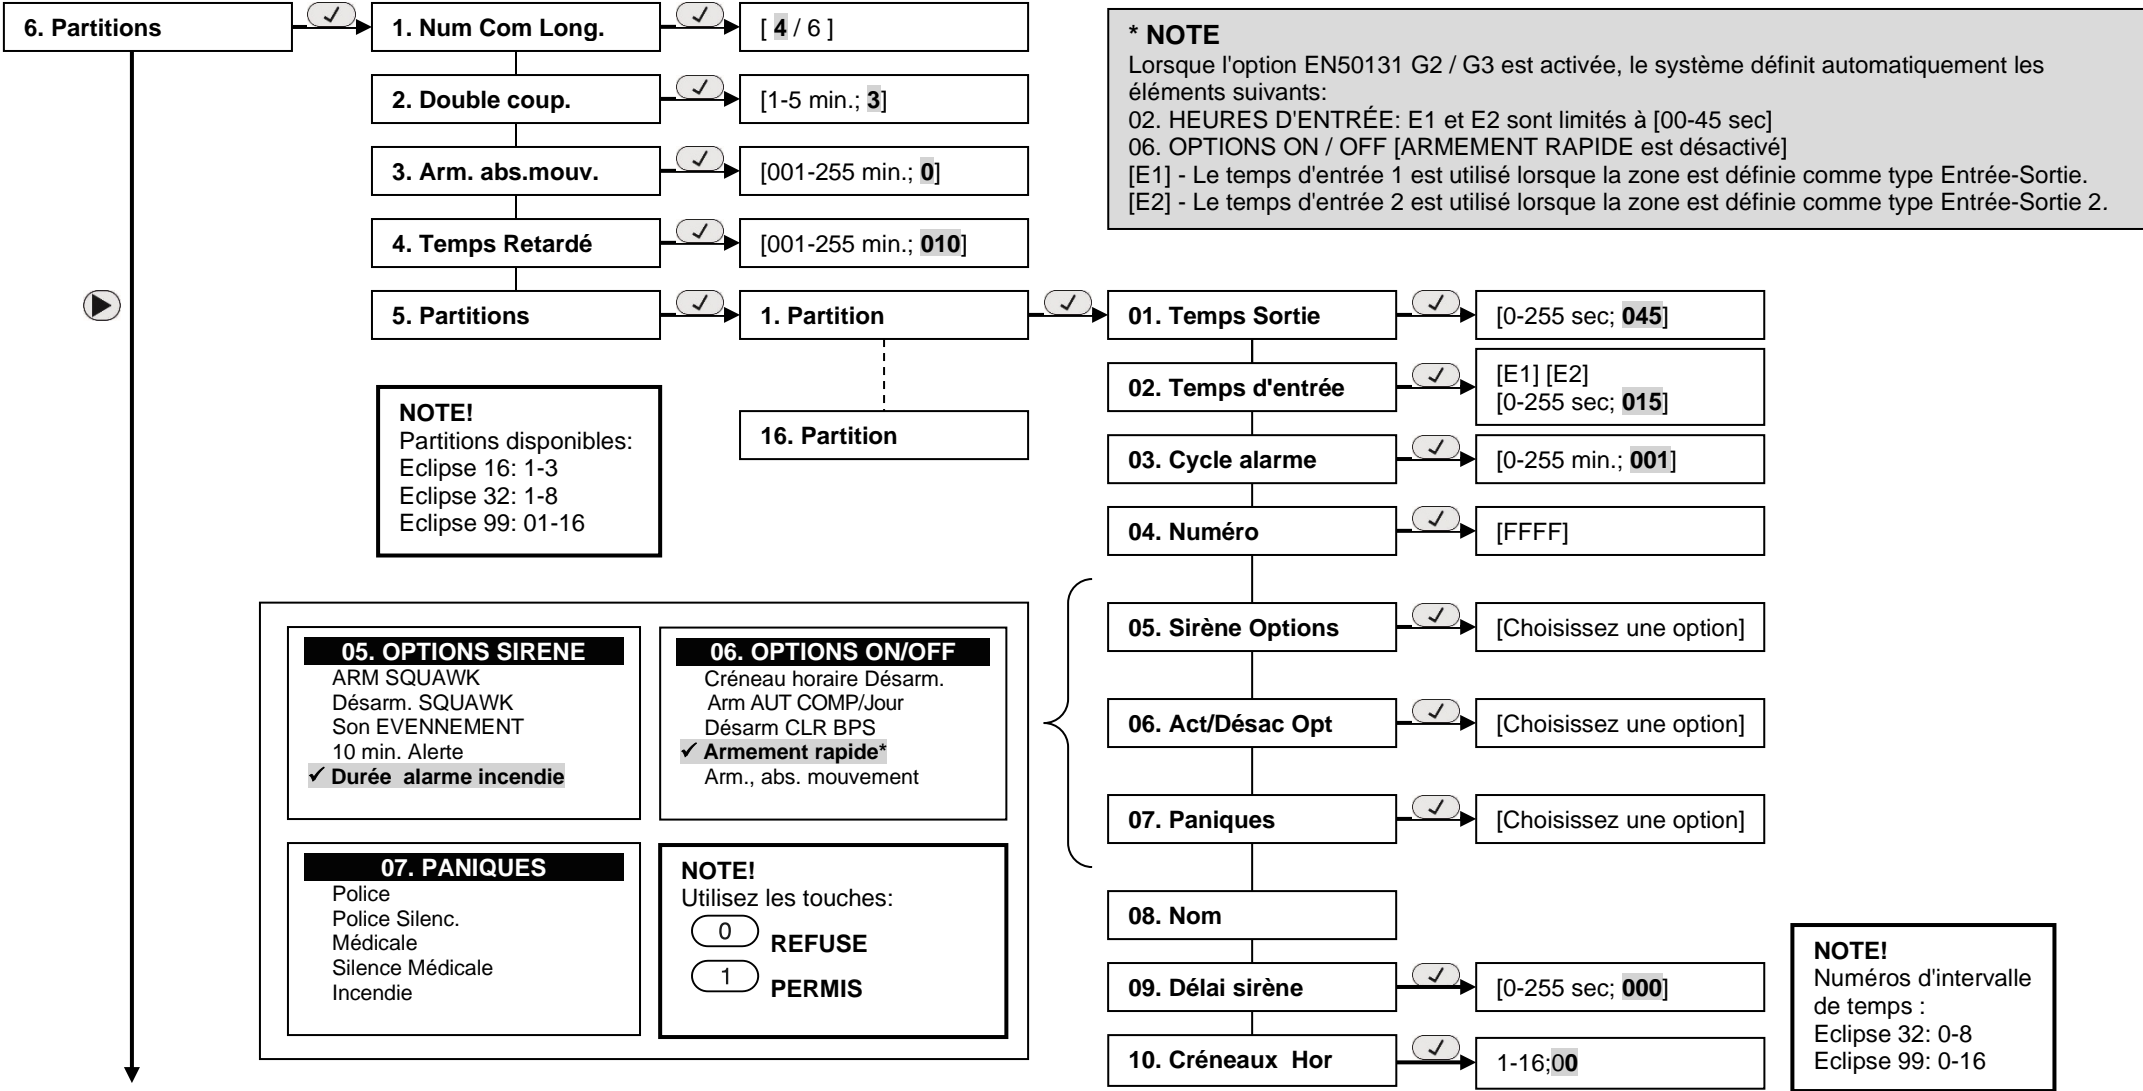 6. Partitions
1. Num Com Long.
[ 4 / 6 ]
2. Double coup.
[1-5 min.; 3]
3. Arm. abs.mouv.
[001-255 min.; 0]
4. Temps Retardé
[001-255 min.; 010]
5. Partitions
1. Partition
16. Partition
* NOTE
Lorsque l'option EN50131 G2 / G3 est activée, le système définit automatiquement les
éléments suivants:
02. HEURES D'ENTRÉE: E1 et E2 sont limités à [00-45 sec]
06. OPTIONS ON / OFF [ARMEMENT RAPIDE est désactivé]
[E1] - Le temps d'entrée 1 est utilisé lorsque la zone est définie comme type Entrée-Sortie.
[E2] - Le temps d'entrée 2 est utilisé lorsque la zone est définie comme type Entrée-Sortie 2.
01. Temps Sortie
[0-255 sec; 045]
02. Temps d'entrée
[E1] [E2]
[0-255 sec; 015]
03. Cycle alarme
[0-255 min.; 001]
04. Numéro
[FFFF]
05. Sirène Options
[Choisissez une option]
06. Act/Désac Opt
[Choisissez une option]
07. Paniques
[Choisissez une option]
08. Nom
09. Délai sirène
[0-255 sec; 000]
10. Créneaux  Hor
1-16;00
NOTE!
Partitions disponibles:
Eclipse 16: 1-3
Eclipse 32: 1-8
Eclipse 99: 01-16
05. OPTIONS SIRENE
ARM SQUAWK
Désarm. SQUAWK
Son EVENNEMENT
10 min. Alerte
✓ Durée  alarme incendie
06. OPTIONS ON/OFF
Créneau horaire Désarm.
Arm AUT COMP/Jour
Désarm CLR BPS
✓ Armement rapide*
Arm., abs. mouvement
07. PANIQUES
Police
Police Silenc.
Médicale
Silence Médicale
Incendie
NOTE!
Utilisez les touches:
0 REFUSE
1 PERMIS
NOTE!
Numéros d'intervalle
de temps :
Eclipse 32: 0-8
Eclipse 99: 0-16